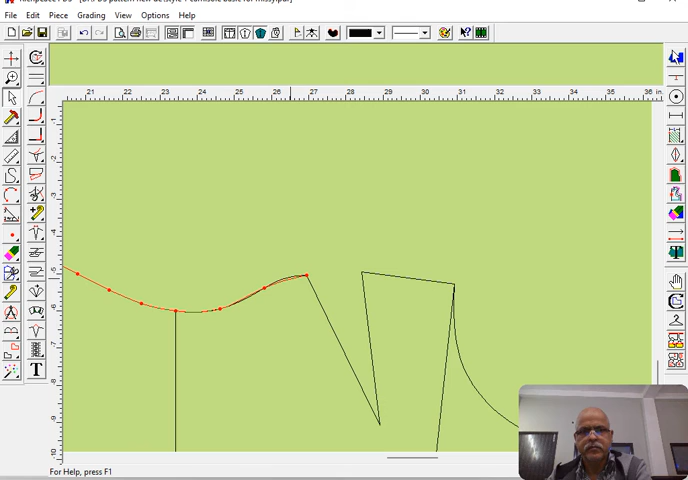 File Edit Piece Grading View Options Help
21 22 23 24 25 26 27 28 29 30 31 32 33 34 35 36 in.
-1
-2
-3
-4
-5
-6
-7
-8
-9
-10
T
For Help, press F1